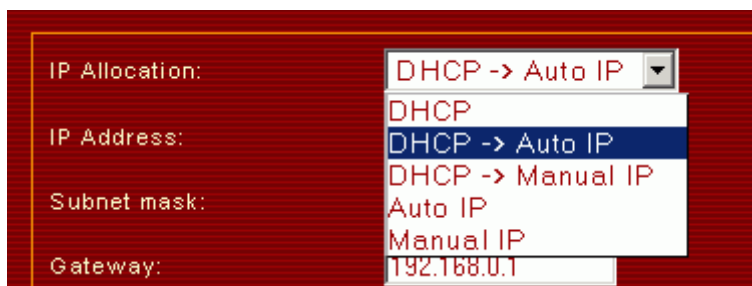 IP Allocation: DHCP -> Auto IP
DHCP
IP Address: DHCP -> Auto IP
DHCP -> Manual IP
Subnet mask: Auto IP
Manual IP
Gateway: 192.168.0.1